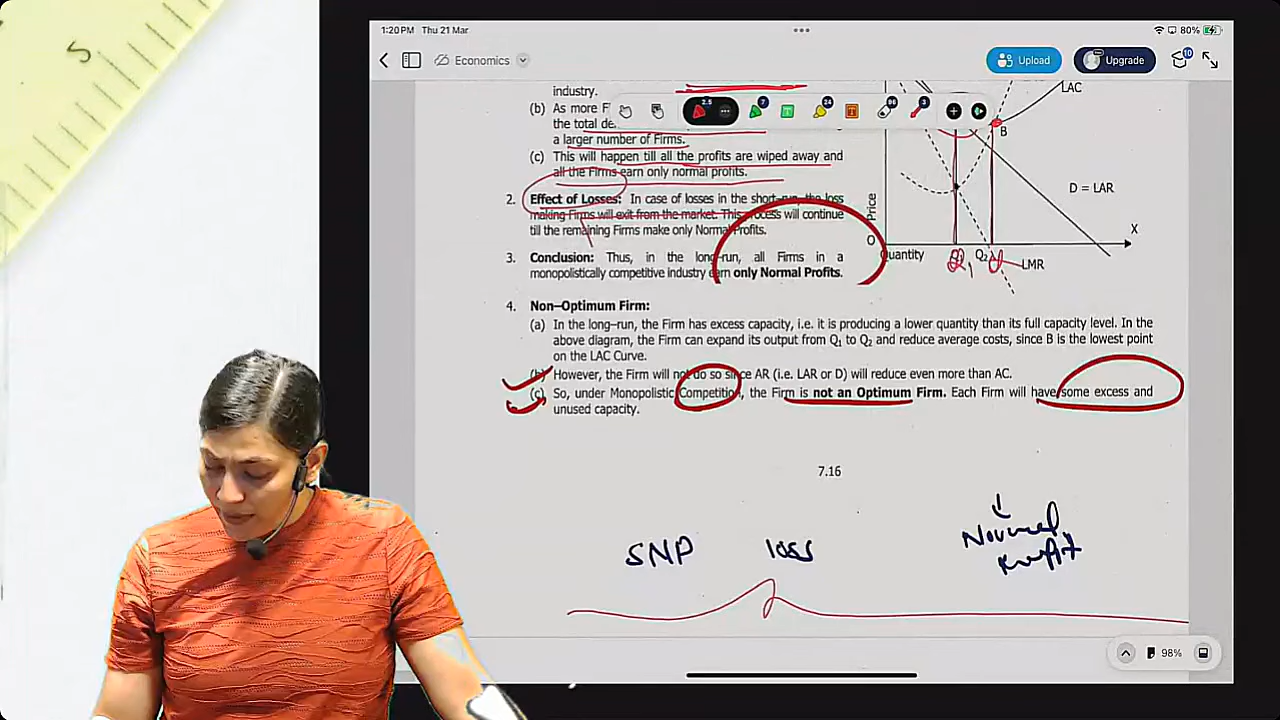 1:20 PM Thu 21 Mar
80%
Economics
Upload
Upgrade
10
2.5
7
24
96
3
industry.
(b) As more F
the total de
a larger number of Firms.
(c) This will happen till all the profits are wiped away and
all the Firms earn only normal profits.
2. Effect of Losses: In case of losses in the short-run, the loss
making Firms will exit from the market. This process will continue
till the remaining Firms make only Normal Profits.
3. Conclusion: Thus, in the long-run, all Firms in a
monopolistically competitive industry earn only Normal Profits.
LAC
B
D = LAR
Price
X
O
Quantity
Q1
Q2
LMR
4. Non-Optimum Firm:
(a) In the long-run, the Firm has excess capacity, i.e. it is producing a lower quantity than its full capacity level. In the
above diagram, the Firm can expand its output from Q1 to Q2 and reduce average costs, since B is the lowest point
on the LAC Curve.
(b) However, the Firm will not do so since AR (i.e. LAR or D) will reduce even more than AC.
(c) So, under Monopolistic Competition, the Firm is not an Optimum Firm. Each Firm will have some excess and
unused capacity.
7.16
SNP loss Normal
Profit
98%
S